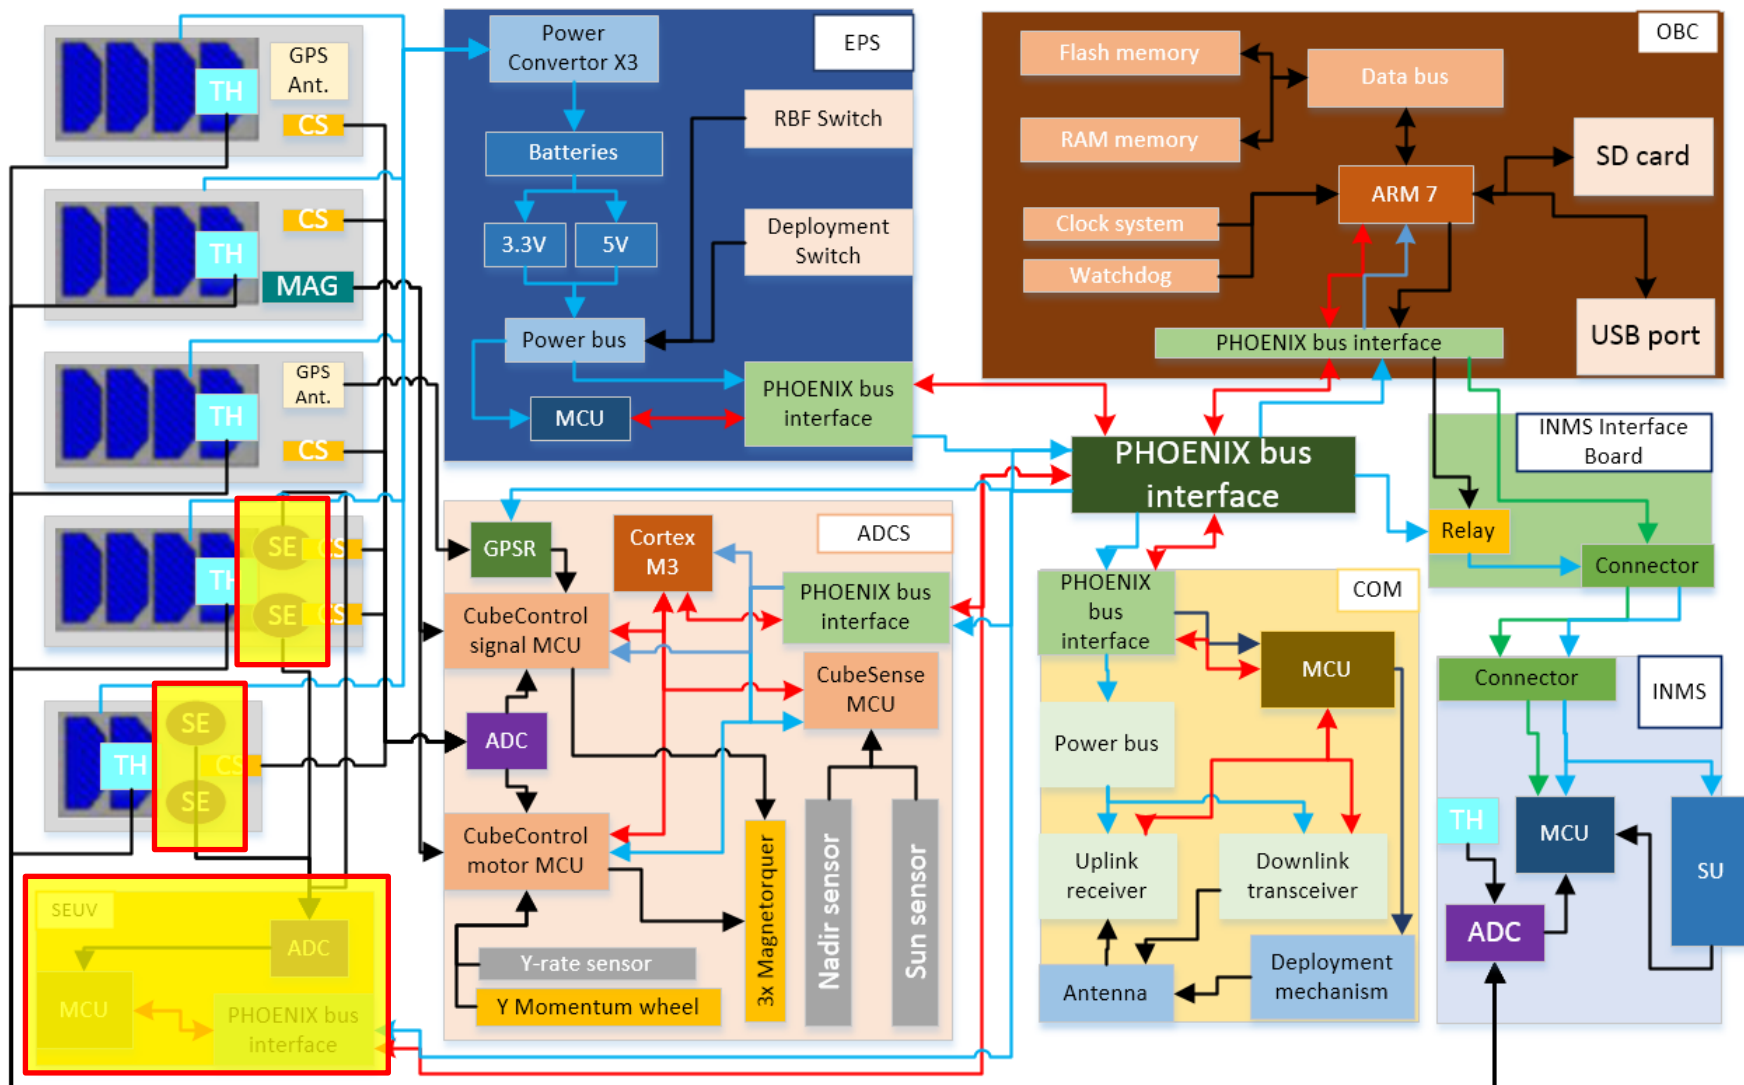 GPS
Ant.
TH
CS
TH
CS
MAG
GPS
Ant.
TH
CS
SE
CS
TH
SE
CS
SE
TH
CS
SE
SEUV
ADC
MCU
PHOENIX bus
interface
EPS
Power
Convertor X3
RBF Switch
Batteries
Deployment
Switch
3.3V
5V
Power bus
PHOENIX bus
interface
MCU
ADCS
GPSR
Cortex
M3
PHOENIX bus
interface
CubeControl
signal MCU
CubeSense
MCU
ADC
CubeControl
motor MCU
3x Magnetorquer
Nadir sensor
Sun sensor
Y-rate sensor
Y Momentum wheel
OBC
Flash memory
Data bus
RAM memory
SD card
ARM 7
Clock system
Watchdog
USB port
PHOENIX bus interface
PHOENIX bus
interface
INMS Interface
Board
Relay
Connector
COM
PHOENIX
bus
interface
MCU
Power bus
Uplink
receiver
Downlink
transceiver
Antenna
Deployment
mechanism
Connector
INMS
TH
MCU
SU
ADC